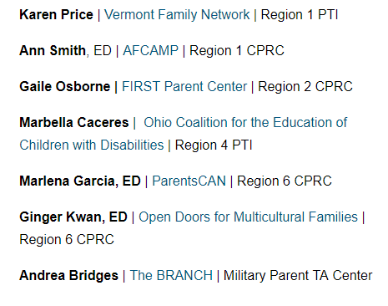 Karen Price | Vermont Family Network | Region 1 PTI
Ann Smith, ED | AFCAMP | Region 1 CPRC
Gaile Osborne | FIRST Parent Center | Region 2 CPRC
Marbella Caceres | Ohio Coalition for the Education of
Children with Disabilities | Region 4 PTI
Marlena Garcia, ED | ParentsCAN | Region 6 CPRC
Ginger Kwan, ED | Open Doors for Multicultural Families |
Region 6 CPRC
Andrea Bridges | The BRANCH | Military Parent TA Center